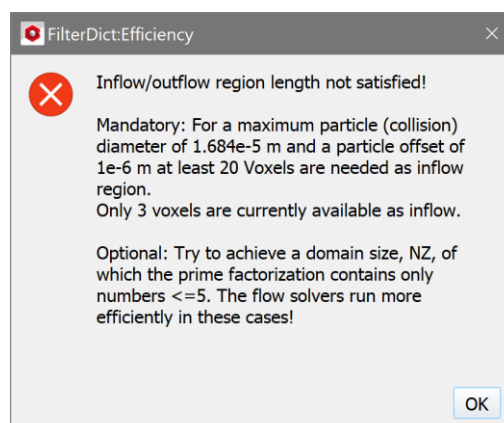 FilterDict:Efficiency
Inflow/outflow region length not satisfied!
Mandatory: For a maximum particle (collision)
diameter of 1.684e-5 m and a particle offset of
1e-6 m at least 20 Voxels are needed as inflow
region.
Only 3 voxels are currently available as inflow.
Optional: Try to achieve a domain size, NZ, of
which the prime factorization contains only
numbers <=5. The flow solvers run more
efficiently in these cases!
OK